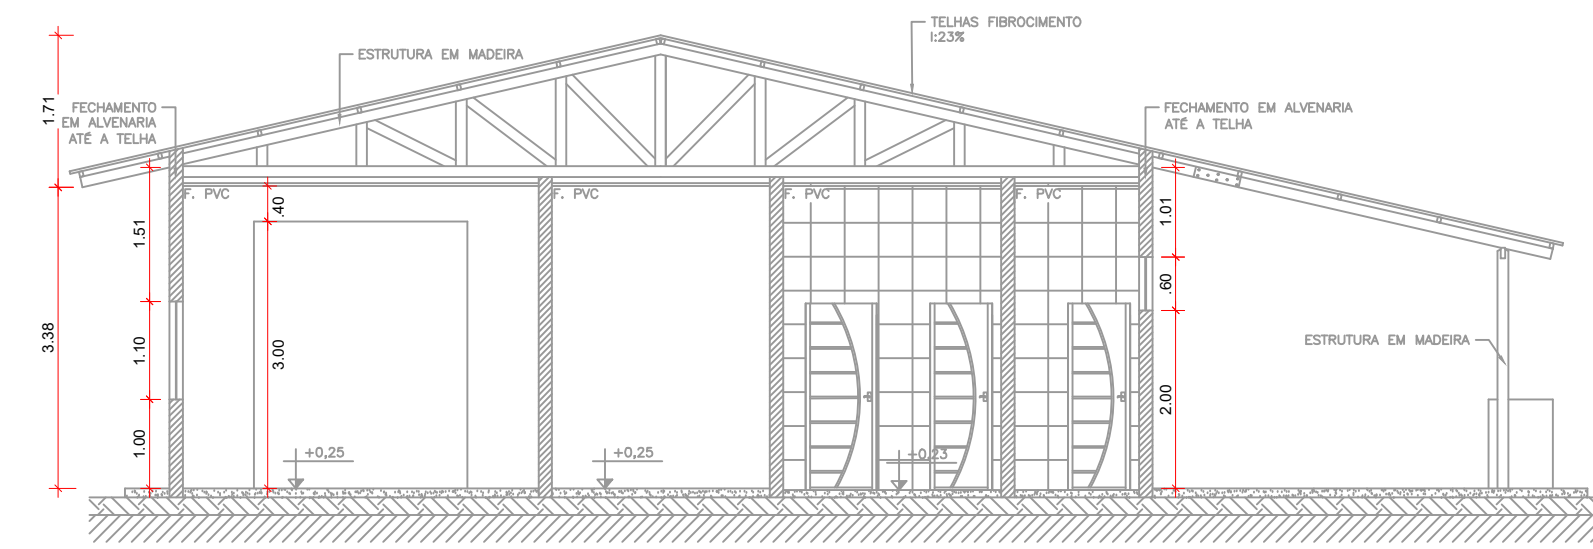 TELHAS FIBROCIMENTO
I:23%
ESTRUTURA EM MADEIRA
FECHAMENTO
EM ALVENARIA
ATÉ A TELHA
FECHAMENTO EM ALVENARIA
ATÉ A TELHA
1.71
F. PVC
F. PVC
F. PVC
F. PVC
.40
1.51
1.01
.60
3.38
1.10
3.00
ESTRUTURA EM MADEIRA
2.00
1.00
+0,25
+0,25
+0,23